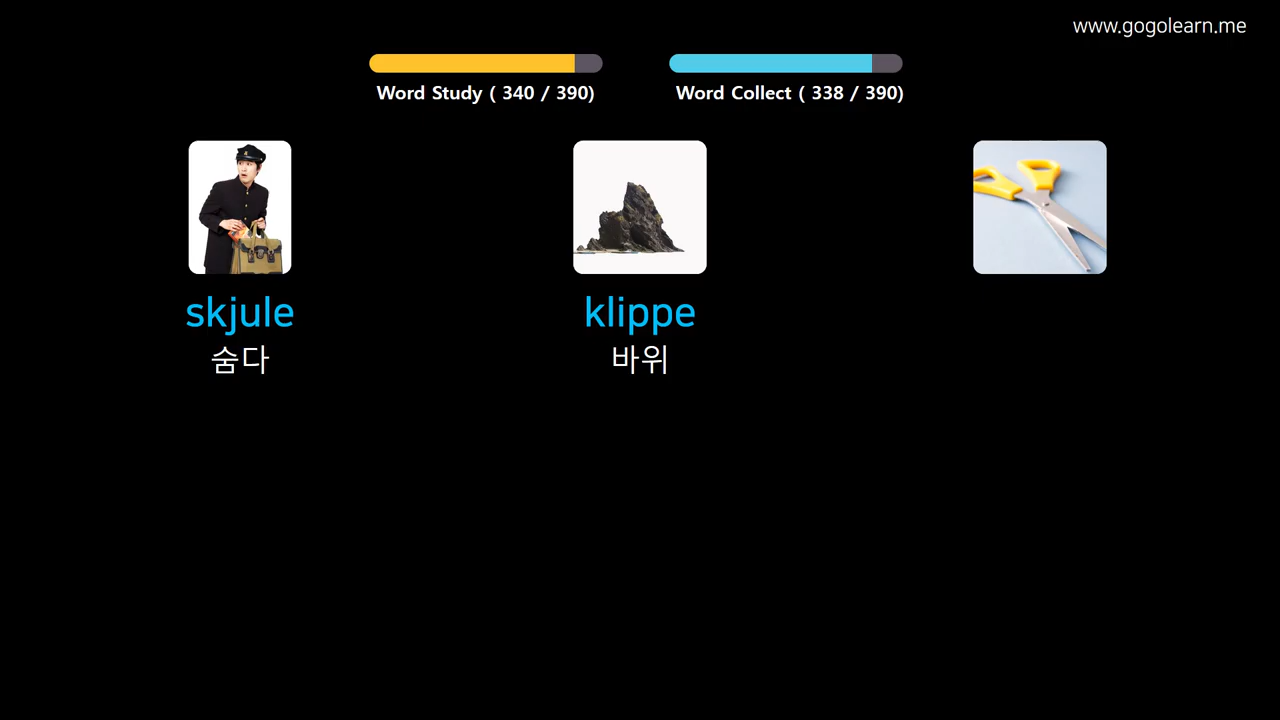 www.gogolearn.me
Word Study ( 340 / 390)
Word Collect ( 338 / 390)
skjule
klippe
숨다
바위